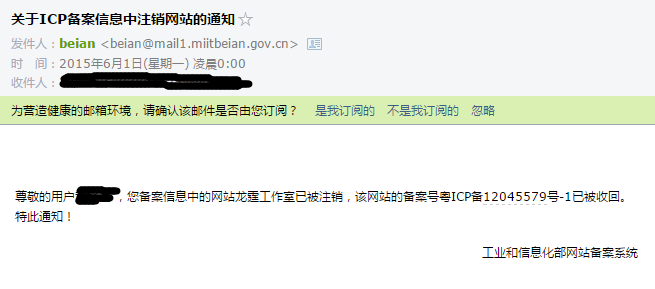 关于ICP备案信息中注销网站的通知
发件人：beian <beian@mail1.miitbeian.gov.cn>
时 间：2015年6月1日(星期一) 凌晨0:00
收件人：
为营造健康的邮箱环境，请确认该邮件是否由您订阅？ 是我订阅的 不是我订阅的 忽略
尊敬的用户，您备案信息中的网站龙霆工作室已被注销，该网站的备案号粤ICP备12045579号-1已被收回。
特此通知！
工业和信息化部网站备案系统